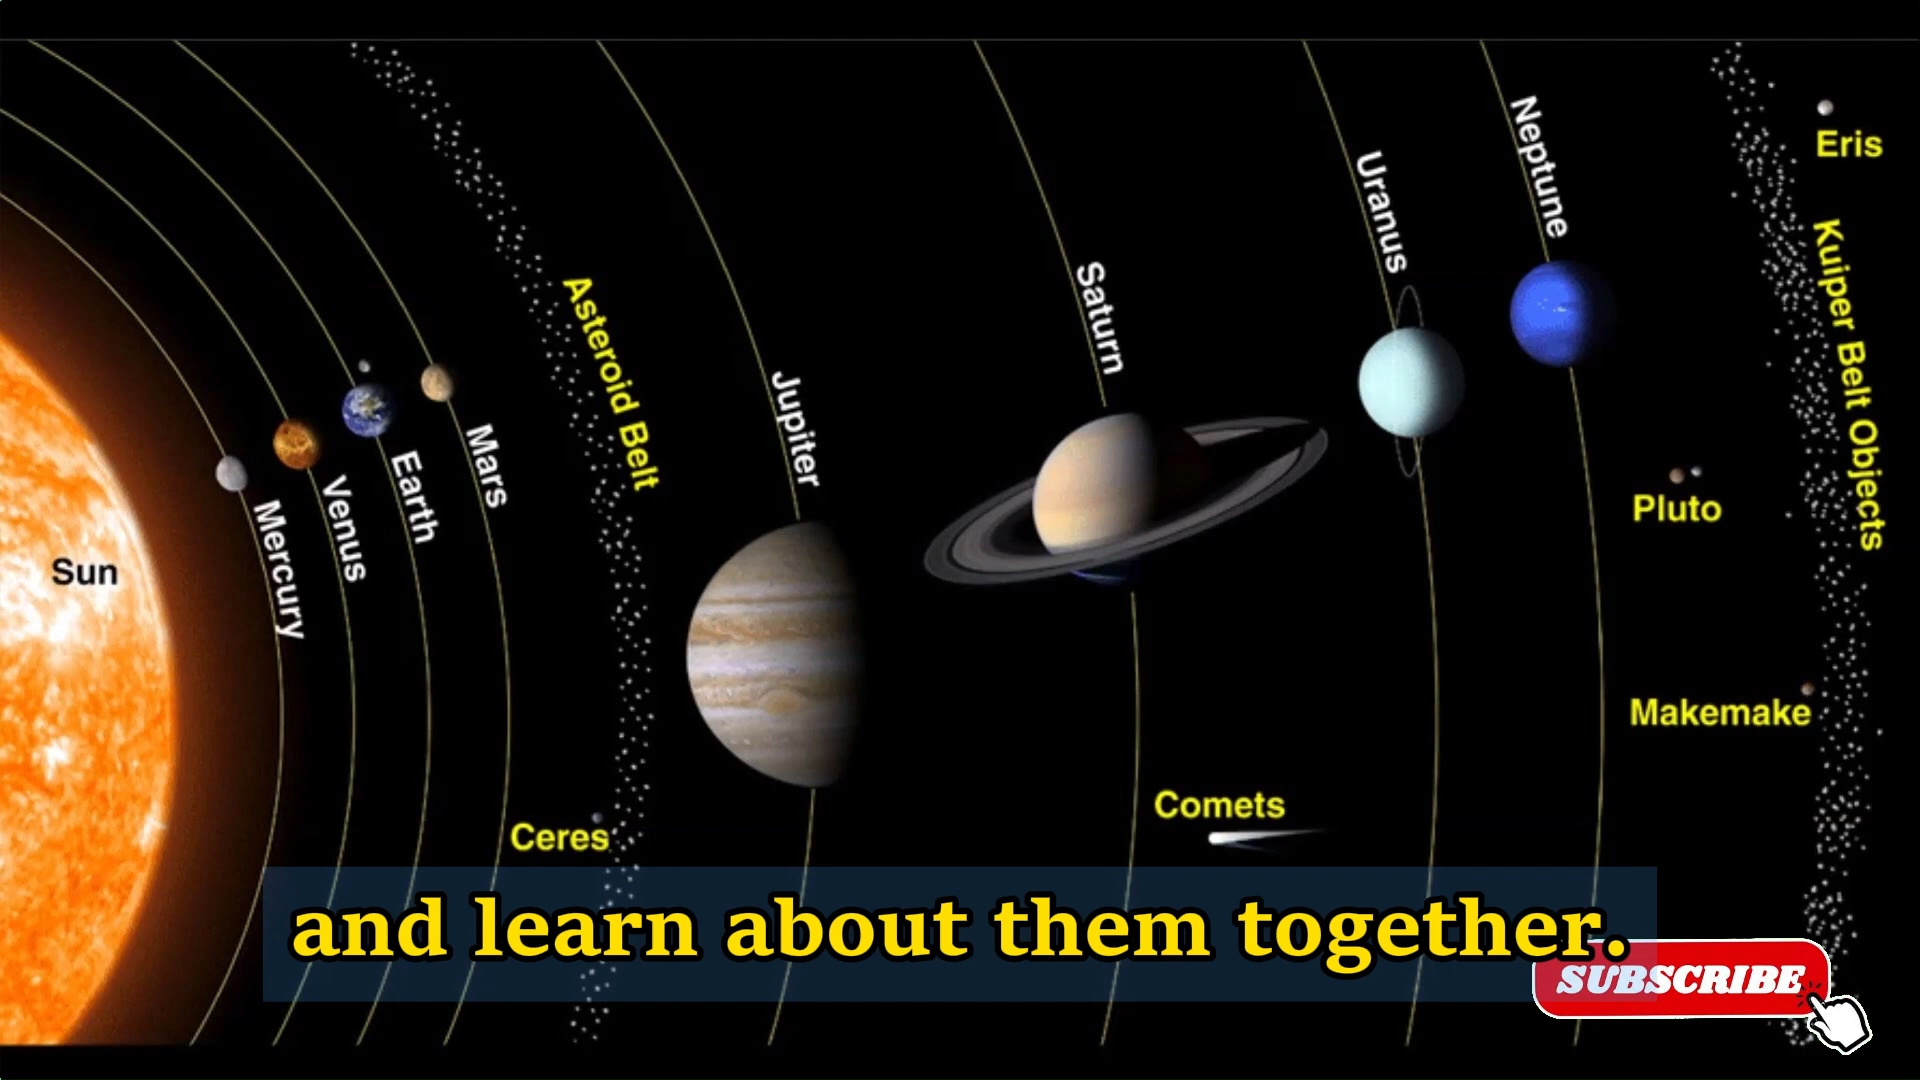 Sun
Mercury
Venus
Earth
Mars
Asteroid Belt
Ceres
Jupiter
Saturn
Comets
Uranus
Neptune
Pluto
Makemake
Eris
Kuiper Belt Objects
and learn about them together.
SUBSCRIBE